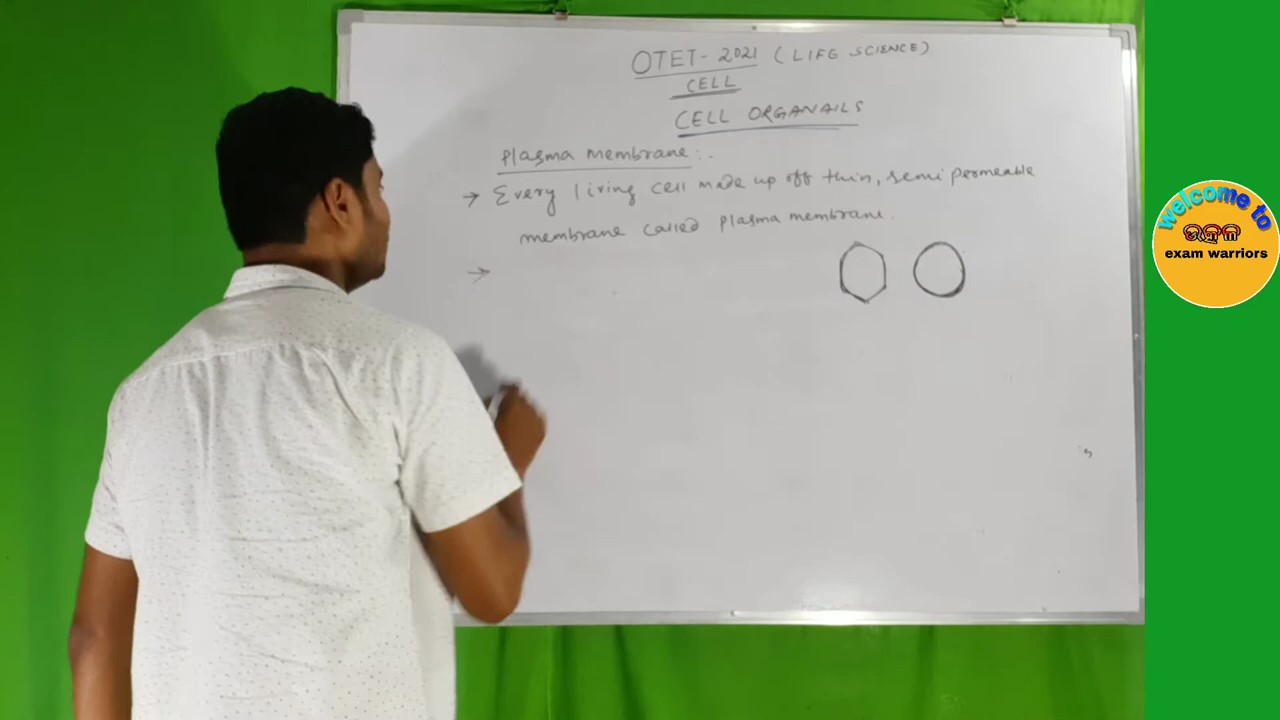 OTET-2021 (LIFE SCIENCE)
CELL
CELL ORGANAILS
Plasma membrane:-
→ Every living cell made up off thin, semi permeable
membrane called plasma membrane.
→
welcome to
exam warriors